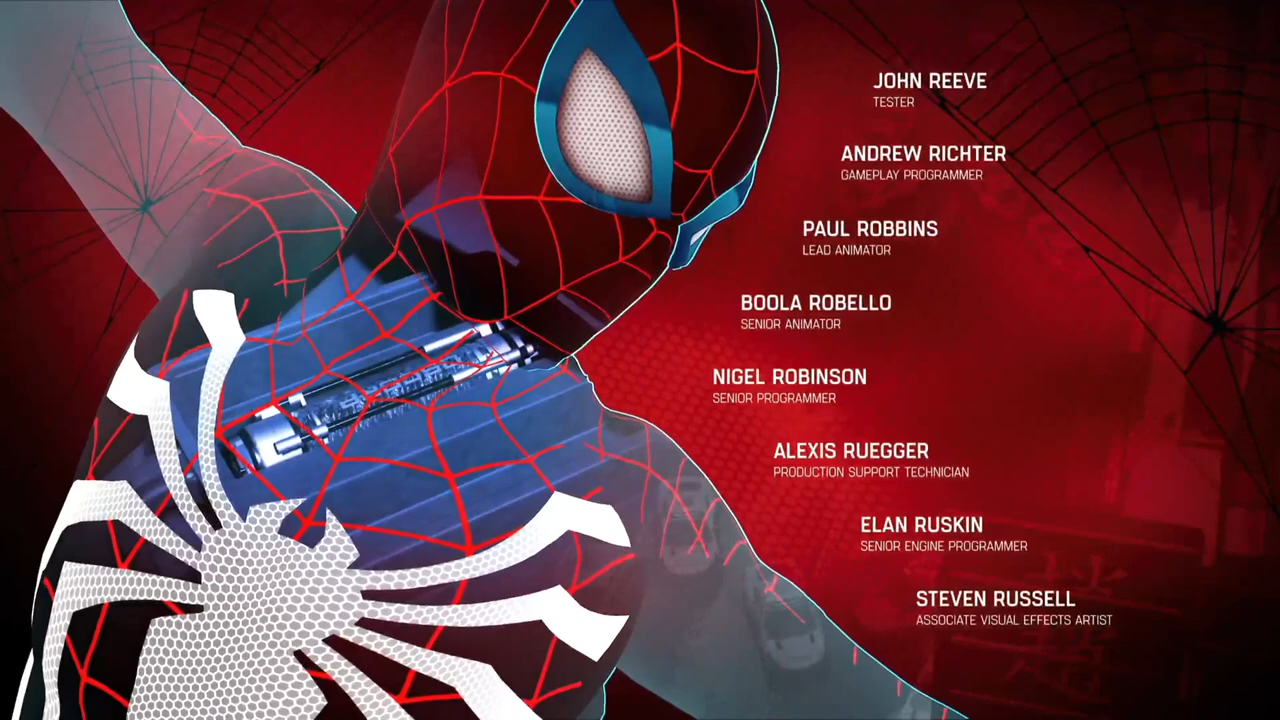 JOHN REEVE
TESTER
ANDREW RICHTER
GAMEPLAY PROGRAMMER
PAUL ROBBINS
LEAD ANIMATOR
BOOLA ROBELLO
SENIOR ANIMATOR
NIGEL ROBINSON
SENIOR PROGRAMMER
ALEXIS RUEGGER
PRODUCTION SUPPORT TECHNICIAN
ELAN RUSKIN
SENIOR ENGINE PROGRAMMER
STEVEN RUSSELL
ASSOCIATE VISUAL EFFECTS ARTIST